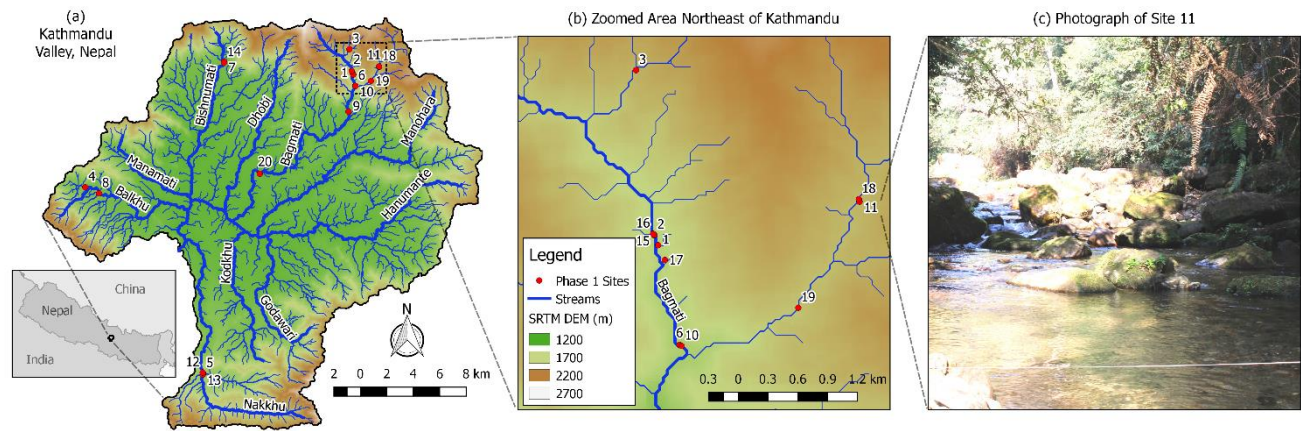 (a)
Kathmandu
Valley, Nepal
14
7
Bishnumati
Dhobi
Bagmati
3
2
11
18
1
6
19
10
9
Manohara
20
4
8
Manamati
Balkhu
Hanumante
Kodkhu
Godawari
China
Nepal
India
N
12
5
13
Nakkhu
2 0 2 4 6 8 km
(b) Zoomed Area Northeast of Kathmandu
3
18
11
16
2
15
1
17
Bagmati
19
6
10
Legend
Phase 1 Sites
Streams
SRTM DEM (m)
1200
1700
2200
2700
0.3 0 0.3 0.6 0.9 1.2 km
(c) Photograph of Site 11